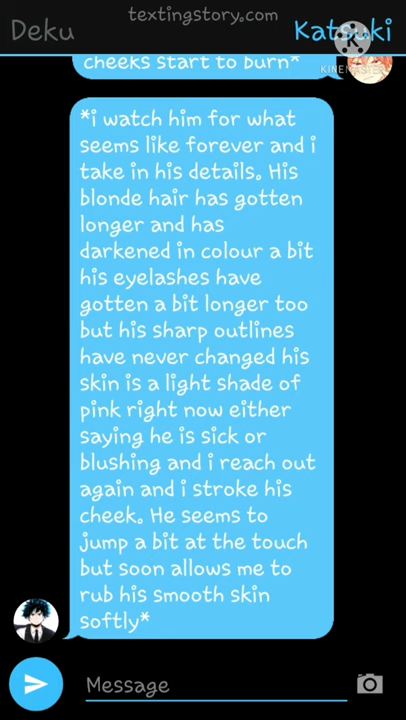 textingstory.com
Deku
Katsuki
KINEMASTER
cheeks start to burn*
*i watch him for what
seems like forever and i
take in his details. His
blonde hair has gotten
longer and has
darkened in colour a bit
his eyelashes have
gotten a bit longer too
but his sharp outlines
have never changed his
skin is a light shade of
pink right now either
saying he is sick or
blushing and i reach out
again and i stroke his
cheek. He seems to
jump a bit at the touch
but soon allows me to
rub his smooth skin
softly*
Message